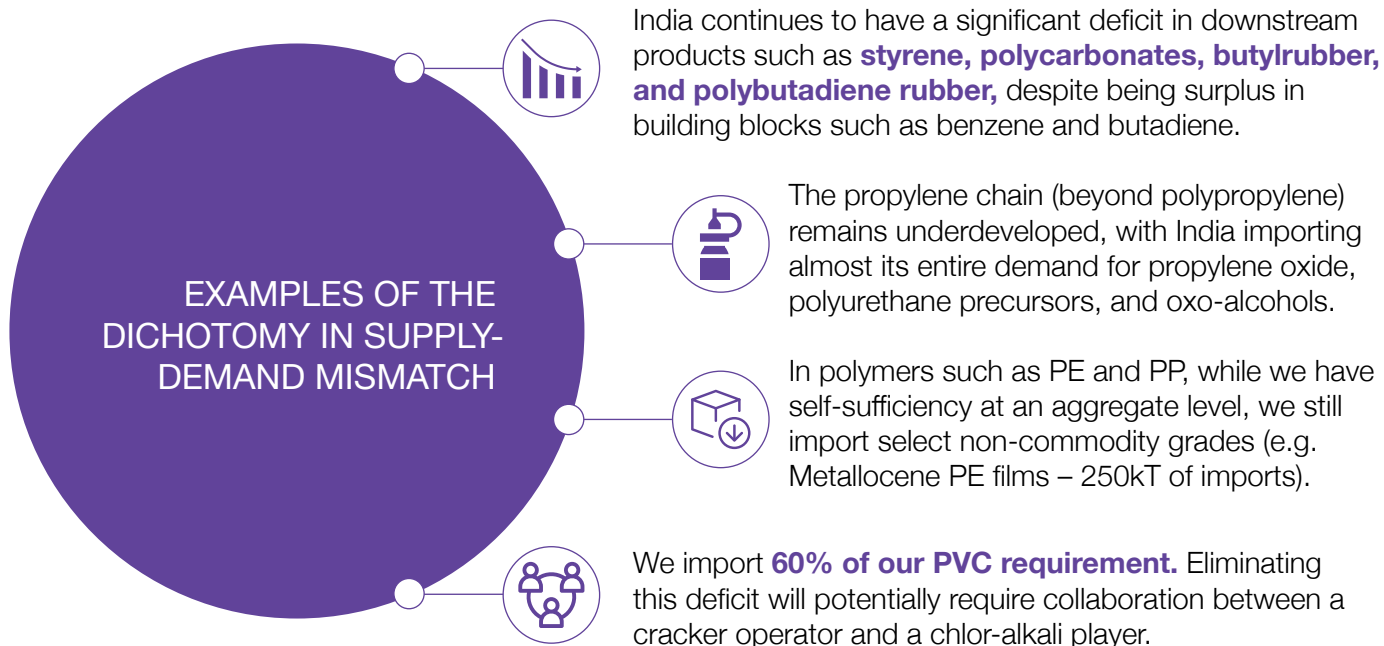 EXAMPLES OF THE
DICHOTOMY IN SUPPLY-
DEMAND MISMATCH
India continues to have a significant deficit in downstream
products such as styrene, polycarbonates, butylrubber,
and polybutadiene rubber, despite being surplus in
building blocks such as benzene and butadiene.
The propylene chain (beyond polypropylene)
remains underdeveloped, with India importing
almost its entire demand for propylene oxide,
polyurethane precursors, and oxo-alcohols.
In polymers such as PE and PP, while we have
self-sufficiency at an aggregate level, we still
import select non-commodity grades (e.g.
Metallocene PE films – 250kT of imports).
We import 60% of our PVC requirement. Eliminating
this deficit will potentially require collaboration between a
cracker operator and a chlor-alkali player.